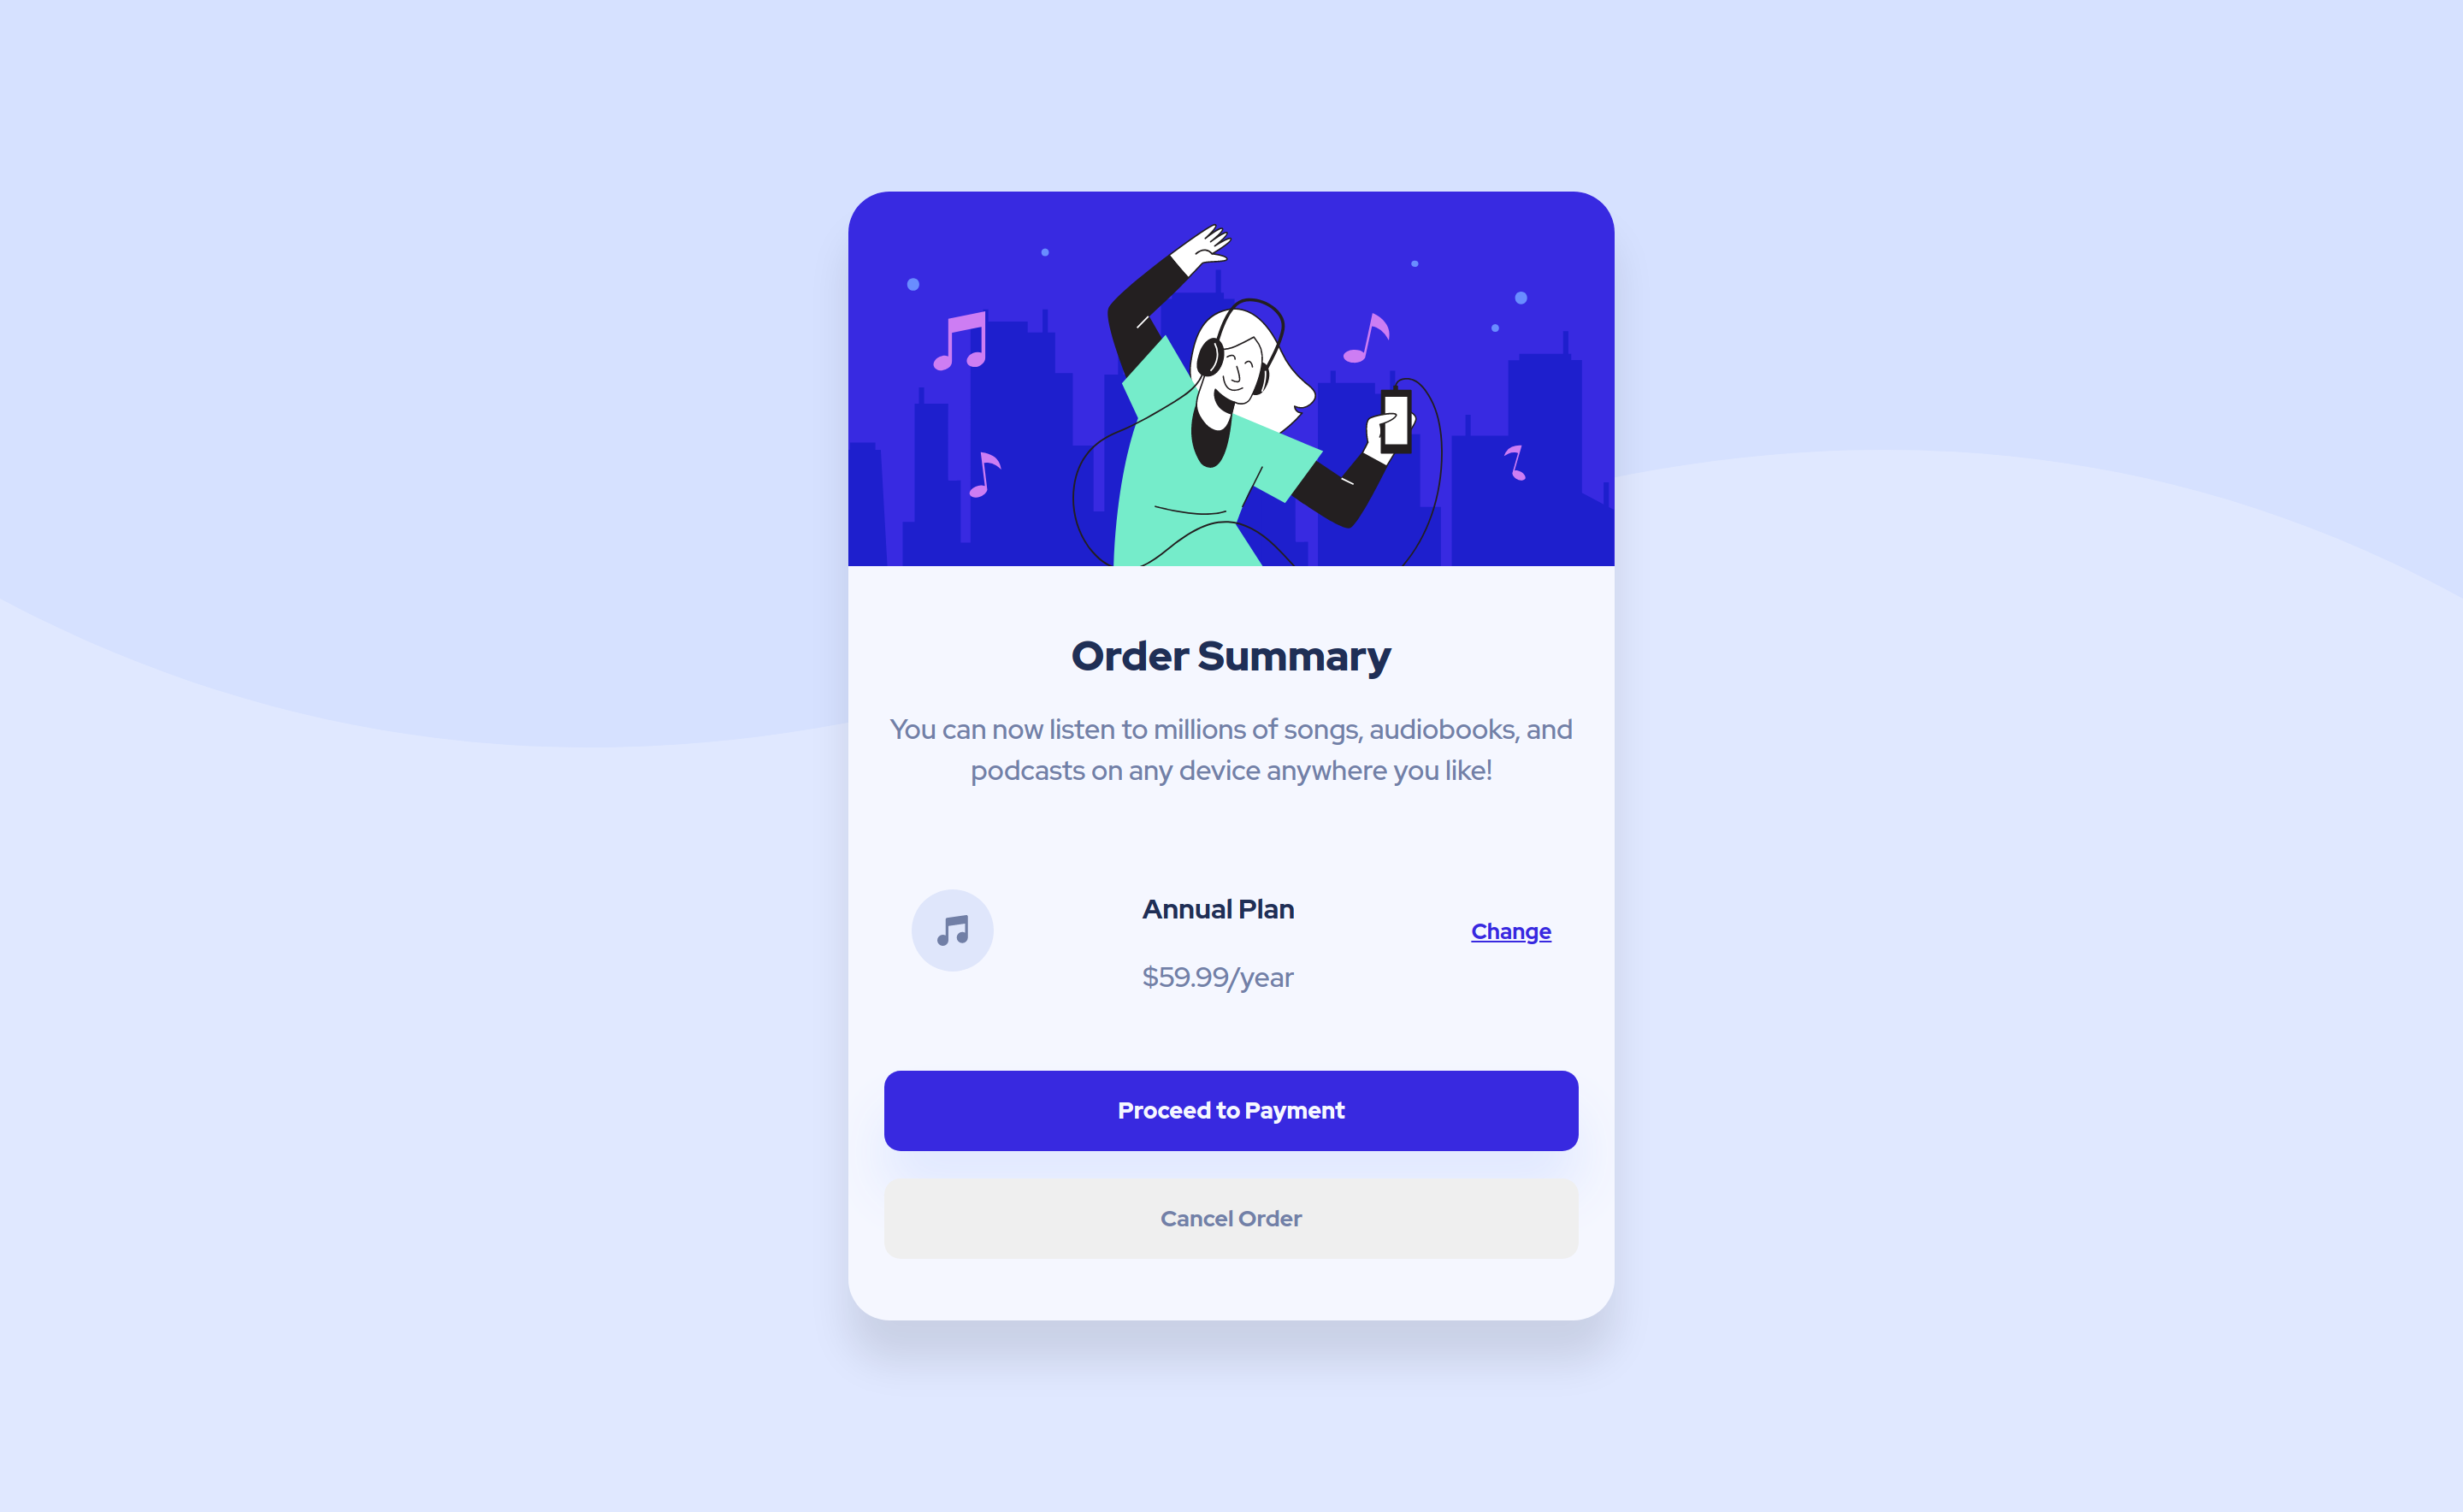 Order Summary
You can now listen to millions of songs, audiobooks, and
podcasts on any device anywhere you like!
Annual Plan
$59.99/year
Change
Proceed to Payment
Cancel Order